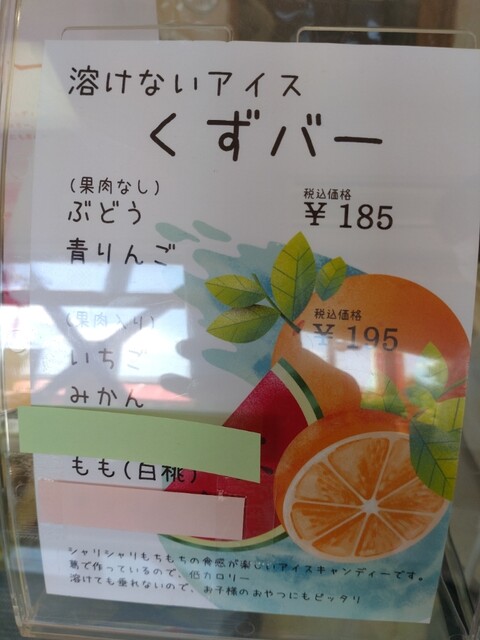 溶けないアイス
くずバー
(果肉なし)
ぶどう
税込価格
¥185
青りんご
(果肉入り)
税込価格
¥195
いちご
みかん
もも(白桃)
シャリシャリもちもちの食感が楽しいアイスキャンディーです。
葛で作っているので、低カロリー
溶けても垂れないので、お子様のおやつにもピッタリ